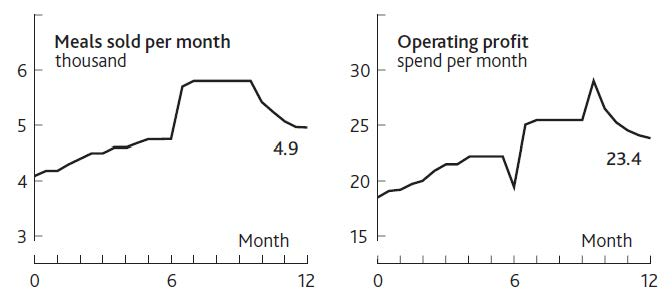 Meals sold per month
thousand
6
5
4
3
4.9
Month
0 6 12
Operating profit
spend per month
30
25
20
15
23.4
Month
0 6 12